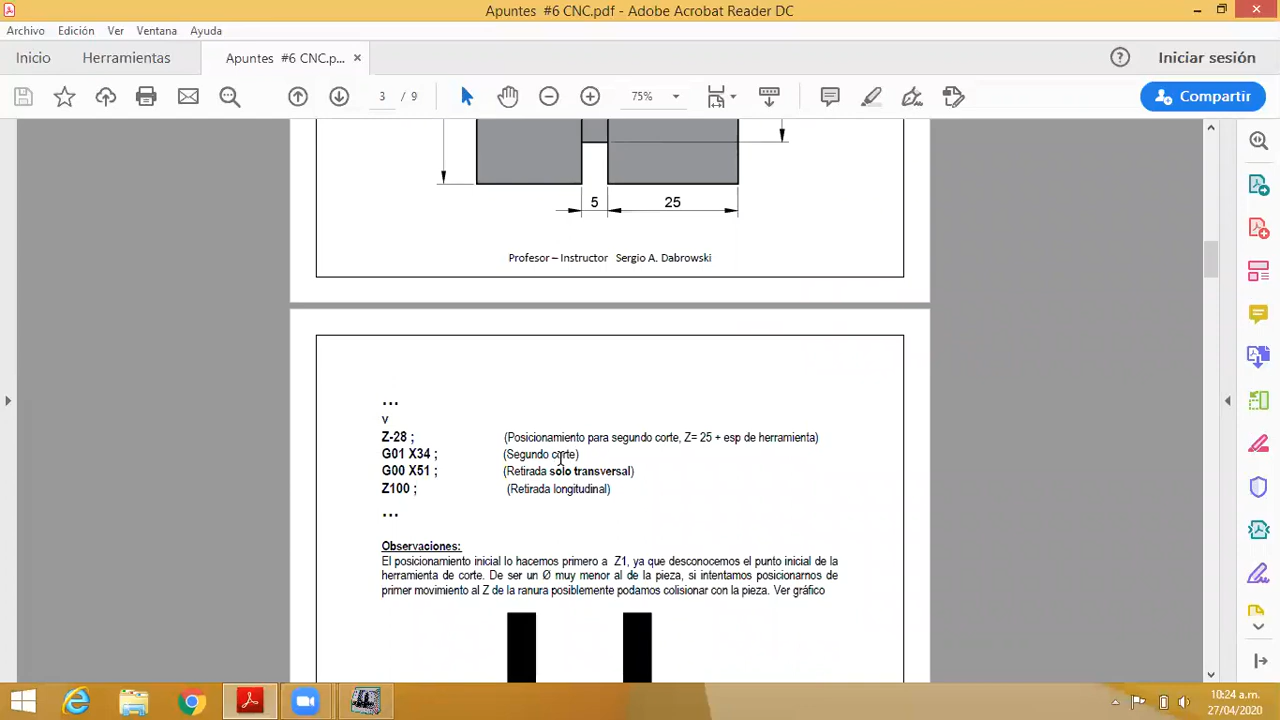 Apuntes #6 CNC.pdf - Adobe Acrobat Reader DC
Archivo Edición Ver Ventana Ayuda
Inicio Herramientas Apuntes #6 CNC.p... × Iniciar sesión
3 / 9 75% Compartir
5 25
Profesor – Instructor Sergio A. Dabrowski
...
v
Z-28 ; (Posicionamiento para segundo corte, Z= 25 + esp de herramienta)
G01 X34 ; (Segundo corte)
G00 X51 ; (Retirada solo transversal)
Z100 ; (Retirada longitudinal)
...
Observaciones:
El posicionamiento inicial lo hacemos primero a Z1, ya que desconocemos el punto inicial de la
herramienta de corte. De ser un Ø muy menor al de la pieza, si intentamos posicionarnos de
primer movimiento al Z de la ranura posiblemente podamos colisionar con la pieza. Ver gráfico
10:24 a.m.
27/04/2020